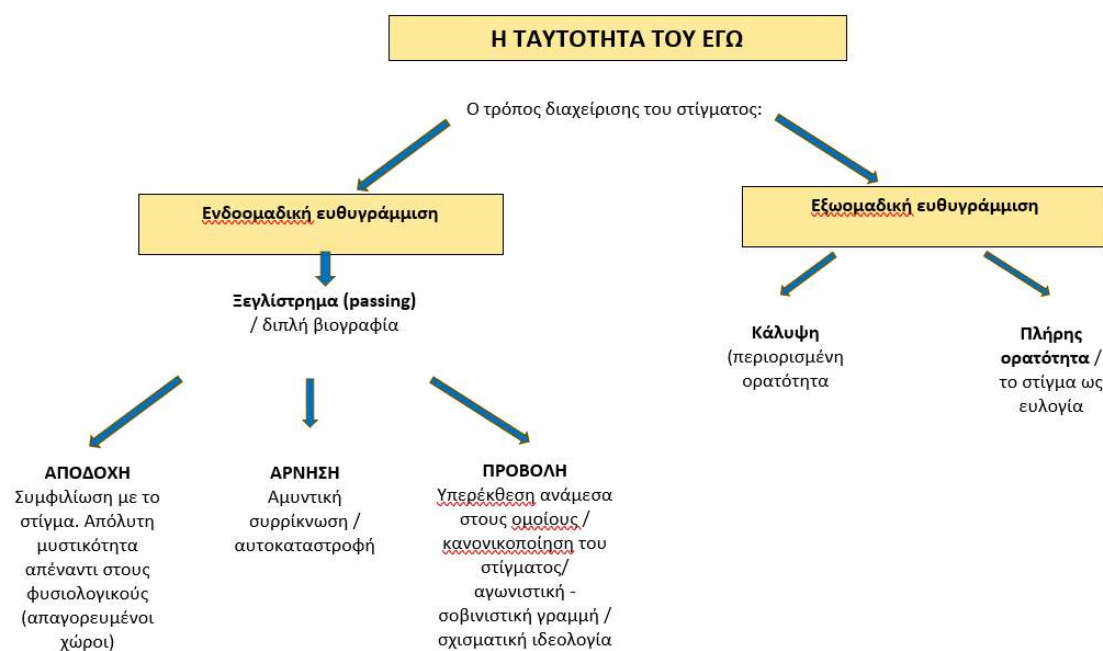 Η ΤΑΥΤΟΤΗΤΑ ΤΟΥ ΕΓΩ
Ο τρόπος διαχείρισης του στίγματος:
Ενδοομαδική ευθυγράμμιση
Εξωομαδική ευθυγράμμιση
Ξεγλίστρημα (passing)
/ διπλή βιογραφία
Κάλυψη
(περιορισμένη
ορατότητα
Πλήρης
ορατότητα /
το στίγμα ως
ευλογία
ΑΠΟΔΟΧΗ
Συμφιλίωση με το
στίγμα. Απόλυτη
μυστικότητα
απέναντι στους
φυσιολογικούς
(απαγορευμένοι
χώροι)
ΑΡΝΗΣΗ
Αμυντική
συρρίκνωση /
αυτοκαταστροφή
ΠΡΟΒΟΛΗ
Υπερέκθεση ανάμεσα
στους ομοίους /
κανονικοποίηση του
στίγματος/
αγωνιστική -
σοβινιστική γραμμή /
σχισματική ιδεολογία